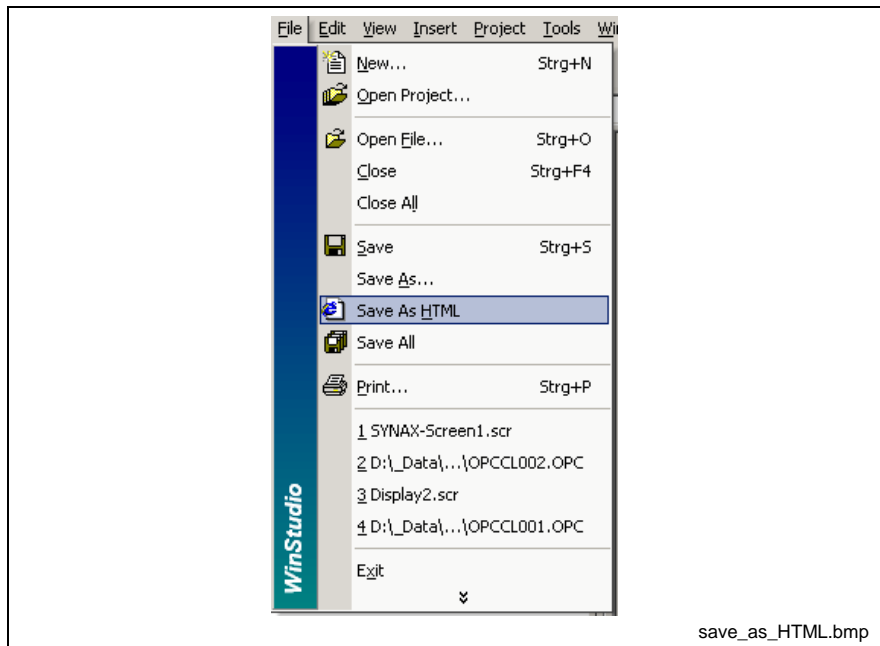 File Edit View Insert Project Tools Wi
New... Strg+N
Open Project...
Open File... Strg+O
Close Strg+F4
Close All
Save Strg+S
Save As...
Save As HTML
Save All
Print... Strg+P
1 SYNAX-Screen1.scr
2 D:\_Data\...\OPCCL002.OPC
3 Display2.scr
4 D:\_Data\...\OPCCL001.OPC
Exit
WinStudio
save_as_HTML.bmp